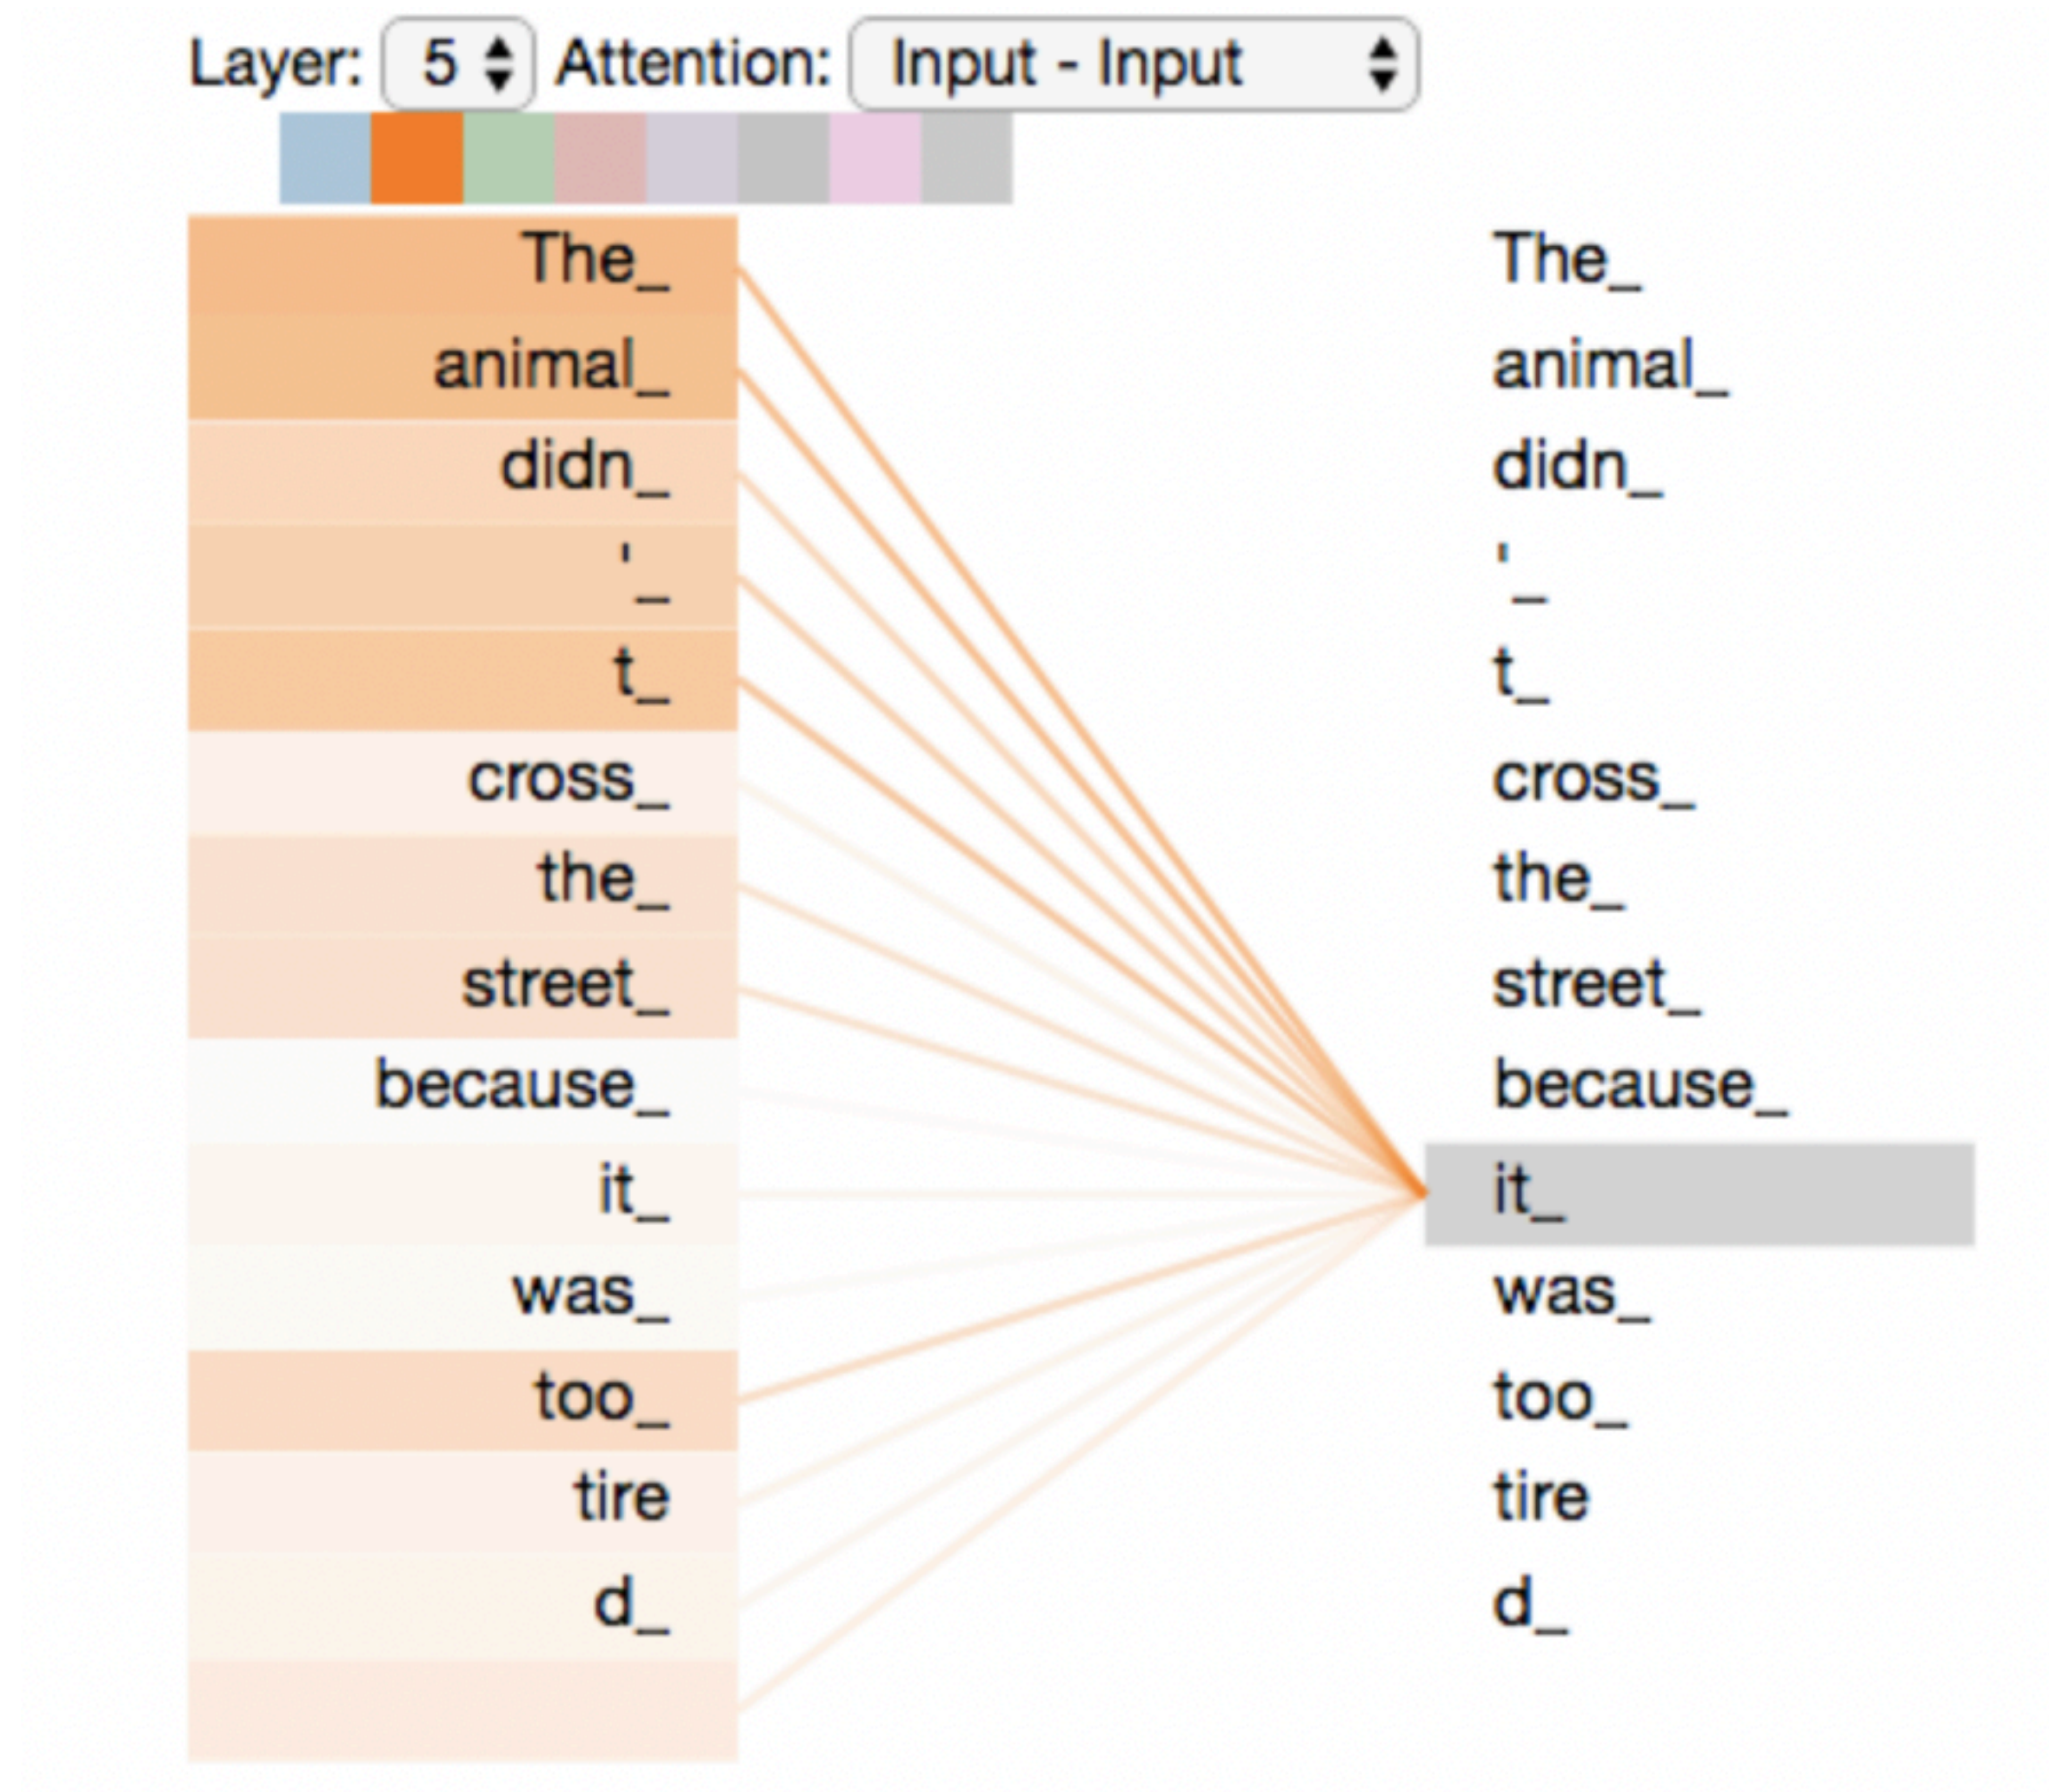 Layer: 5 Attention: Input - Input
The_ The_
animal_ animal_
didn_ didn_
'_ '_
t_ t_
cross_ cross_
the_ the_
street_ street_
because_ because_
it_ it_
was_ was_
too_ too_
tire tire
d_ d_